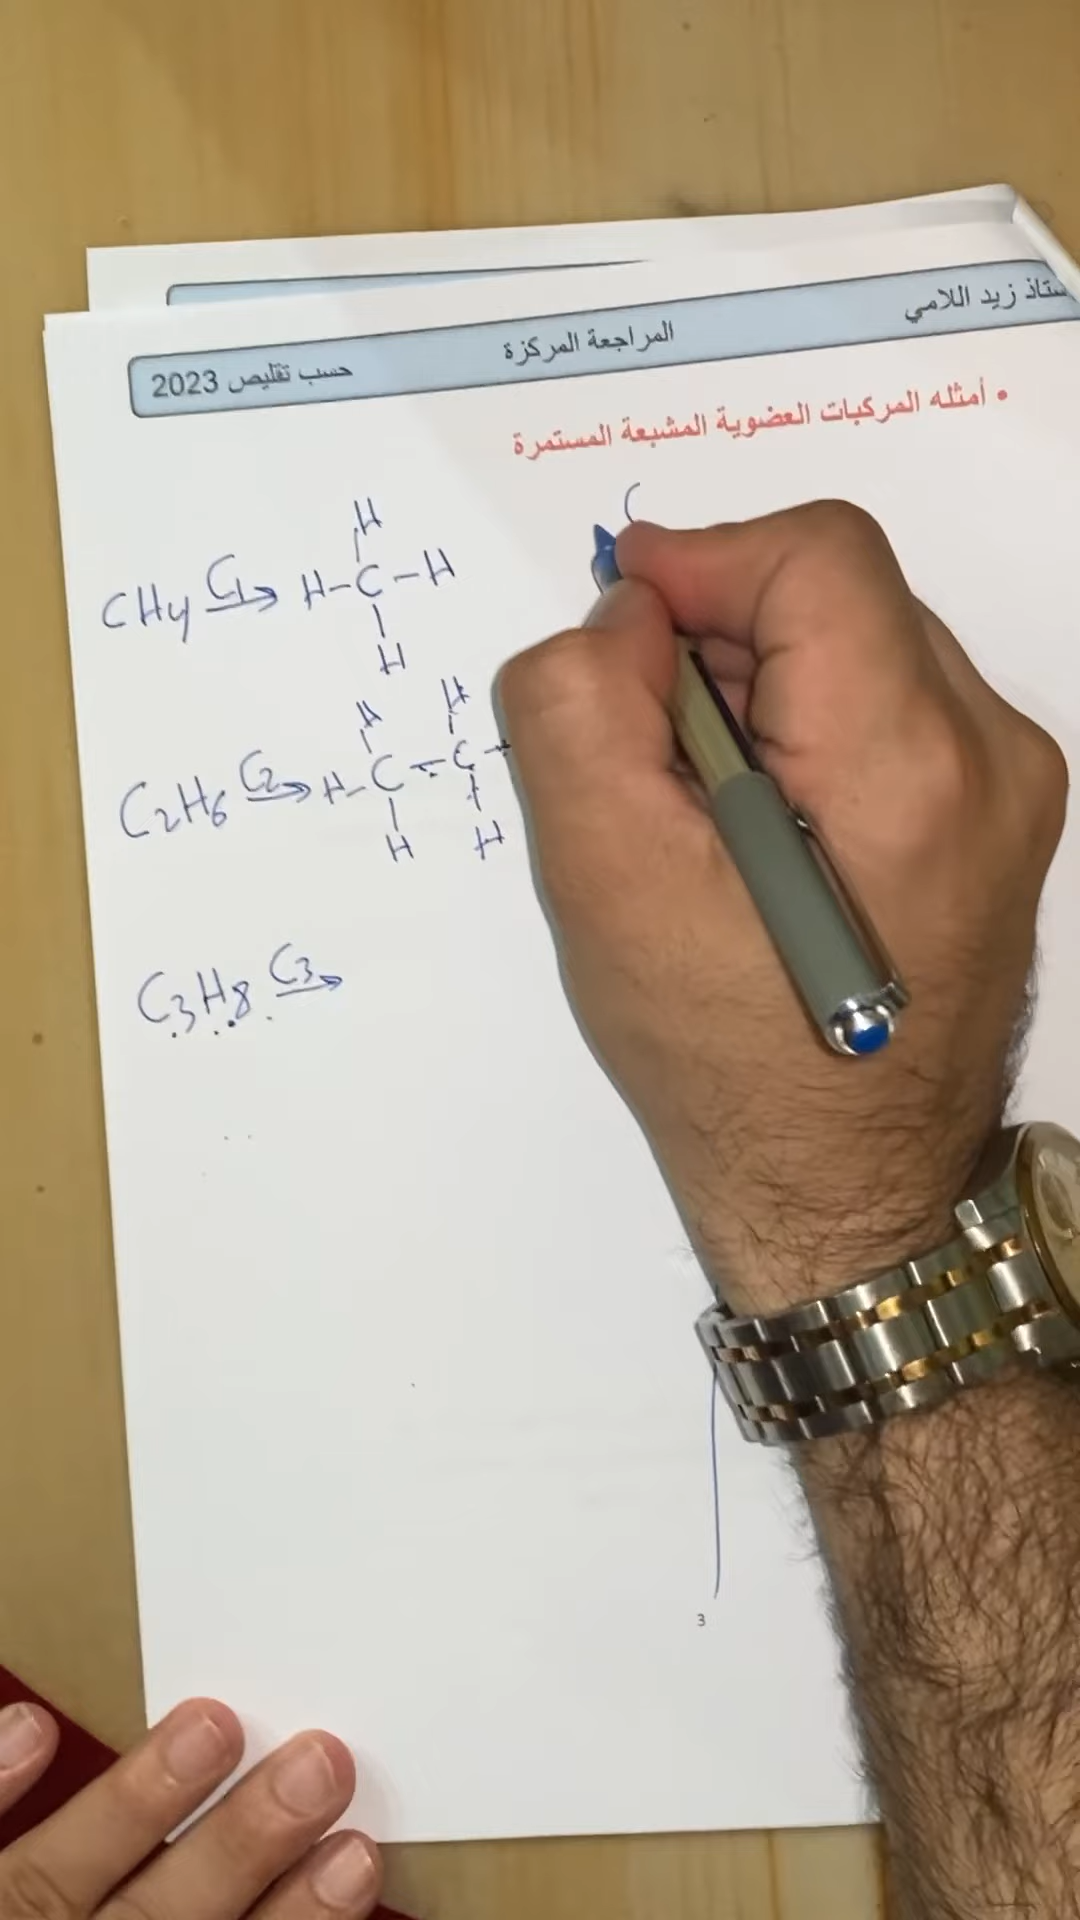 ستاذ زيد اللامي المراجعة المركزة حسب تقليص 2023
• أمثله المركبات العضوية المشبعة المستمرة
H
CH4 C1→ H-C-H
H
H H
C2H6 C2→ H-C-C-
H H
C3H8 C3→
3